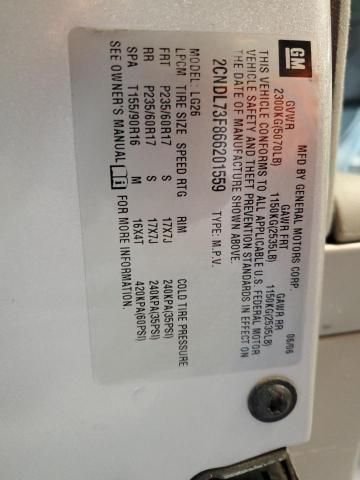 GM
MFD BY GENERAL MOTORS CORP. 06/06
GVWR GAWR FRT GAWR RR
2300KG(5070LB) 1150KG(2535LB) 1150KG(2535LB)
THIS VEHICLE CONFORMS TO ALL APPLICABLE U.S. FEDERAL MOTOR
VEHICLE SAFETY AND THEFT PREVENTION STANDARDS IN EFFECT ON
THE DATE OF MANUFACTURE SHOWN ABOVE.
2CNDL73F866201559 TYPE: M.P.V.
MODEL: LG26
LPCM TIRE SIZE SPEED RTG RIM COLD TIRE PRESSURE
FRT P235/60R17 S 17X7J 240KPA(35PSI)
RR P235/60R17 S 17X7J 240KPA(35PSI)
SPA T155/90R16 M 16X4T 420KPA(60PSI)
SEE OWNER'S MANUAL FOR MORE INFORMATION.